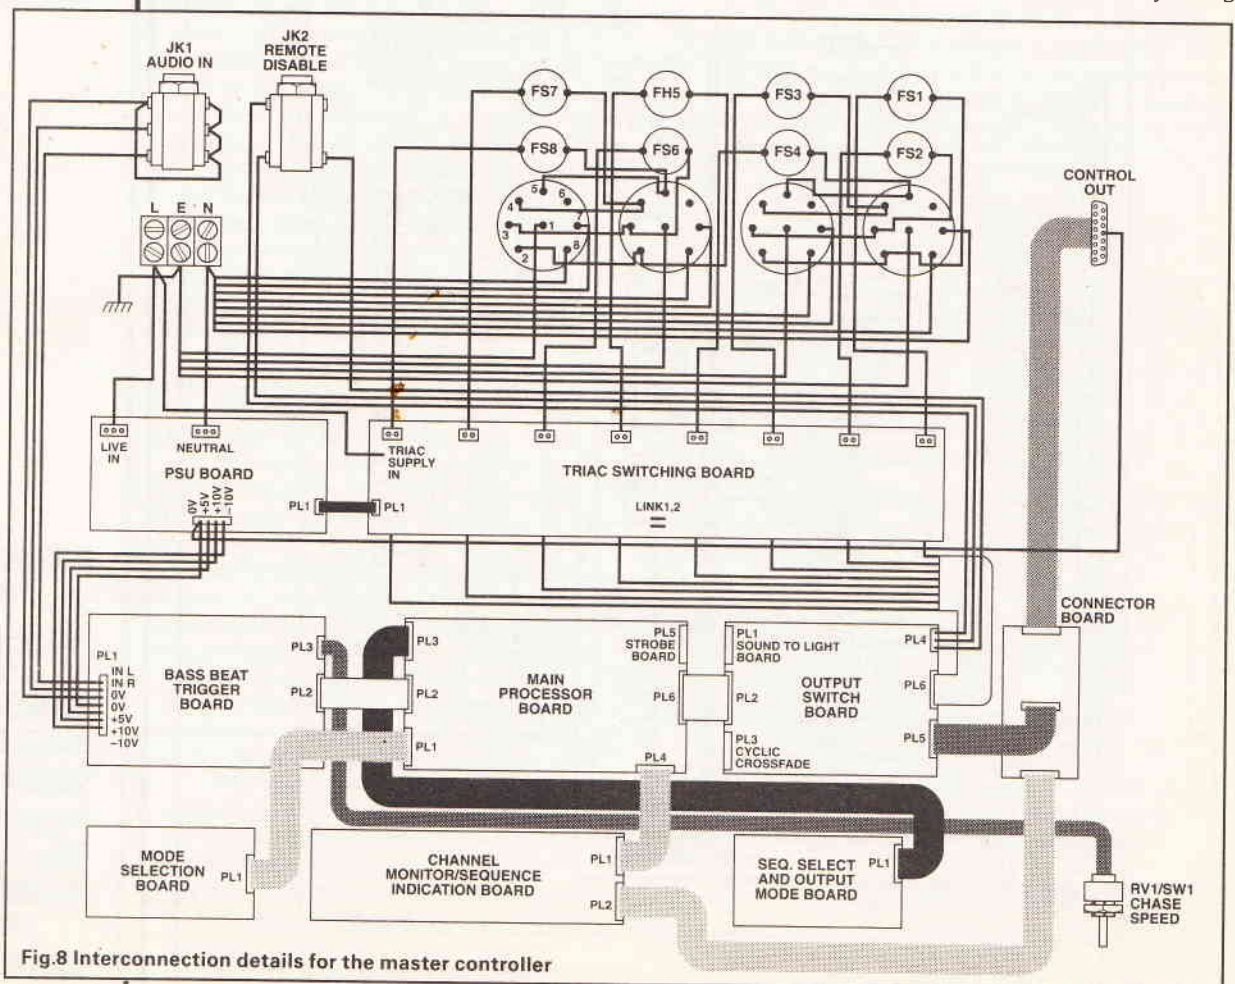 JK1
AUDIO IN
JK2
REMOTE
DISABLE
FS7
FH5
FS3
FS1
FS8
FS6
FS4
FS2
CONTROL
OUT
L E N
5
6
4
7
3
1
2
8
LIVE
IN
NEUTRAL
PSU BOARD
0V
+5V
+10V
−10V
PL1
PL1
TRIAC
SUPPLY
IN
TRIAC SWITCHING BOARD
LINK1,2
CONNECTOR
BOARD
PL1
IN L
IN R
0V
0V
+5V
+10V
−10V
BASS BEAT
TRIGGER
BOARD
PL3
PL2
PL3
PL2
PL1
MAIN
PROCESSOR
BOARD
PL5
STROBE
BOARD
PL6
PL4
PL1
SOUND TO LIGHT
BOARD
PL2
PL3
CYCLIC
CROSSFADE
OUTPUT
SWITCH
BOARD
PL4
PL6
PL5
MODE
SELECTION
BOARD
PL1
CHANNEL
MONITOR/SEQUENCE
INDICATION BOARD
PL1
PL2
SEQ. SELECT
AND OUTPUT
MODE BOARD
PL1
RV1/SW1
CHASE
SPEED
Fig.8 Interconnection details for the master controller